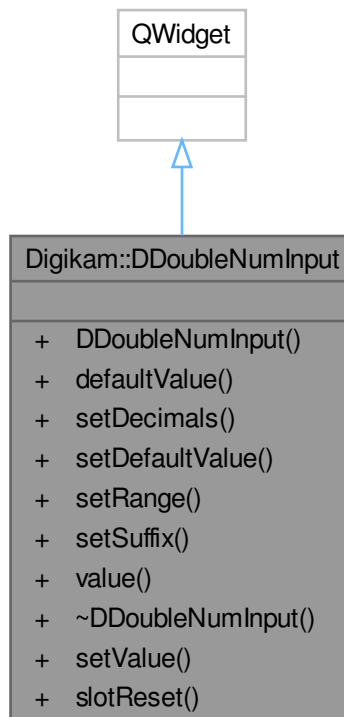 QWidget
Digikam::DDoubleNumInput
+ DDoubleNumInput()
+ defaultValue()
+ setDecimals()
+ setDefaultValue()
+ setRange()
+ setSuffix()
+ value()
+ ~DDoubleNumInput()
+ setValue()
+ slotReset()